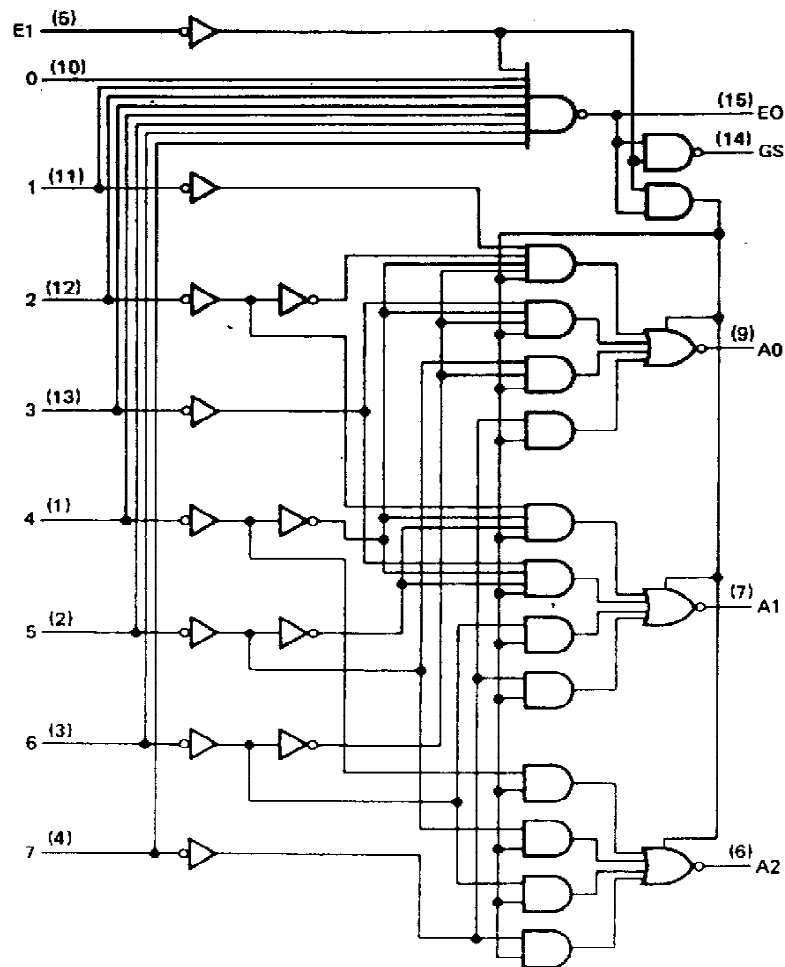 E1 (5)
0 (10)
(15) EO
(14) GS
1 (11)
2 (12)
(9) A0
3 (13)
4 (1)
(7) A1
5 (2)
6 (3)
7 (4)
(6) A2